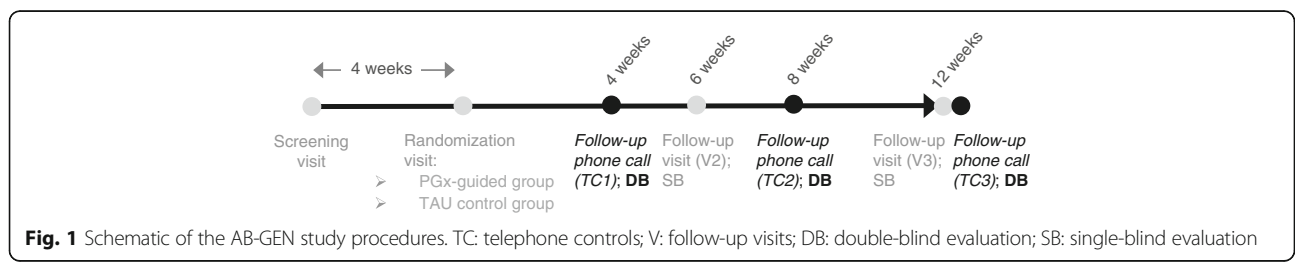 4 weeks
4 weeks
6 weeks
8 weeks
12 weeks
Screening
visit
Randomization
visit:
➢ PGx-guided group
➢ TAU control group
Follow-up
phone call
(TC1); DB
Follow-up
visit (V2);
SB
Follow-up
phone call
(TC2); DB
Follow-up
visit (V3);
SB
Follow-up
phone call
(TC3); DB
Fig. 1 Schematic of the AB-GEN study procedures. TC: telephone controls; V: follow-up visits; DB: double-blind evaluation; SB: single-blind evaluation